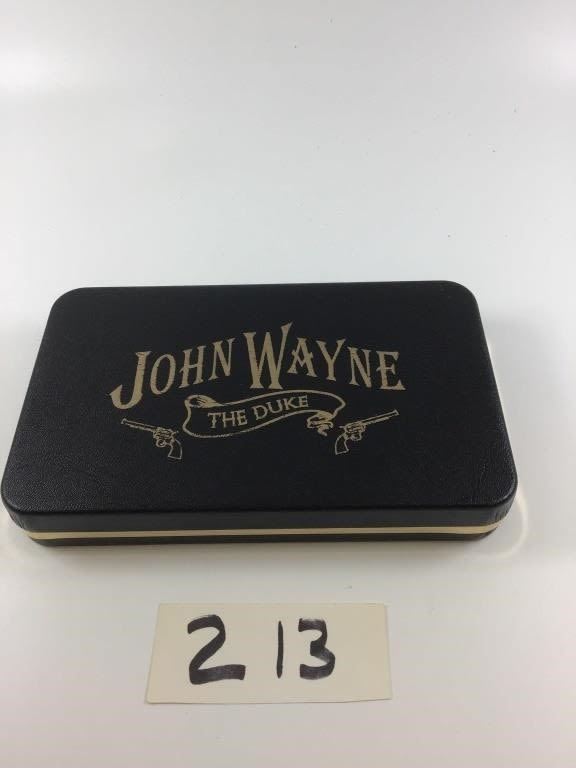 JOHN WAYNE
THE DUKE
213